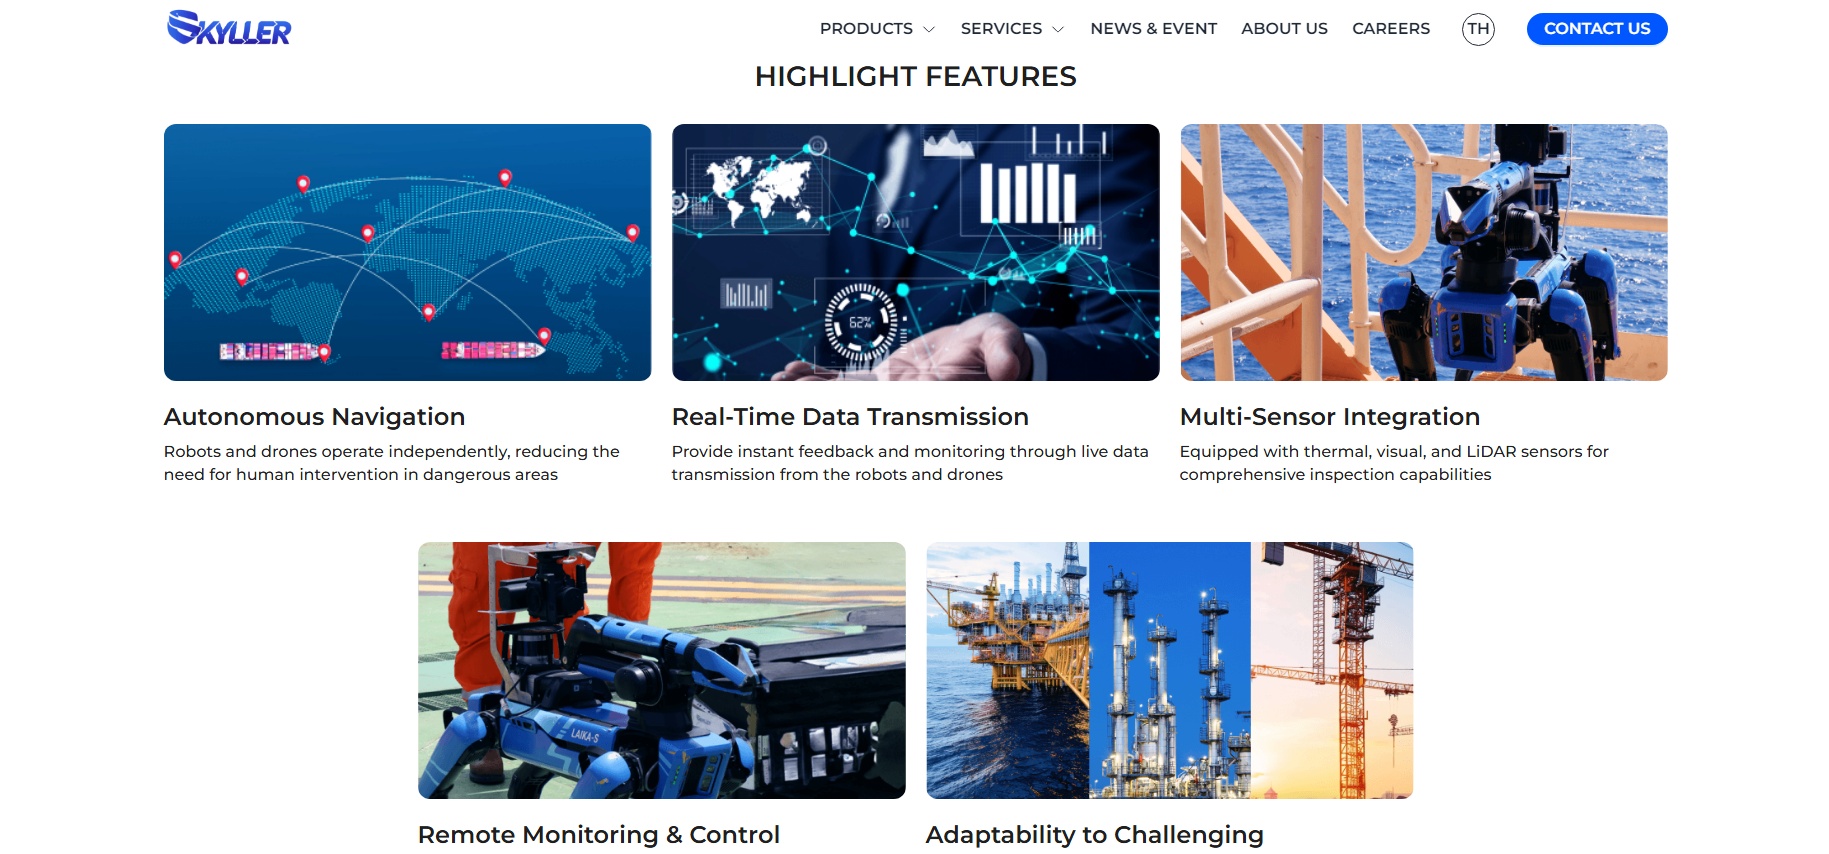 SKYLLER
PRODUCTS
SERVICES
NEWS & EVENT
ABOUT US
CAREERS
TH
CONTACT US
HIGHLIGHT FEATURES
62%
Autonomous Navigation
Robots and drones operate independently, reducing the
need for human intervention in dangerous areas
Real-Time Data Transmission
Provide instant feedback and monitoring through live data
transmission from the robots and drones
Multi-Sensor Integration
Equipped with thermal, visual, and LiDAR sensors for
comprehensive inspection capabilities
LAIKA-S
Remote Monitoring & Control
Adaptability to Challenging